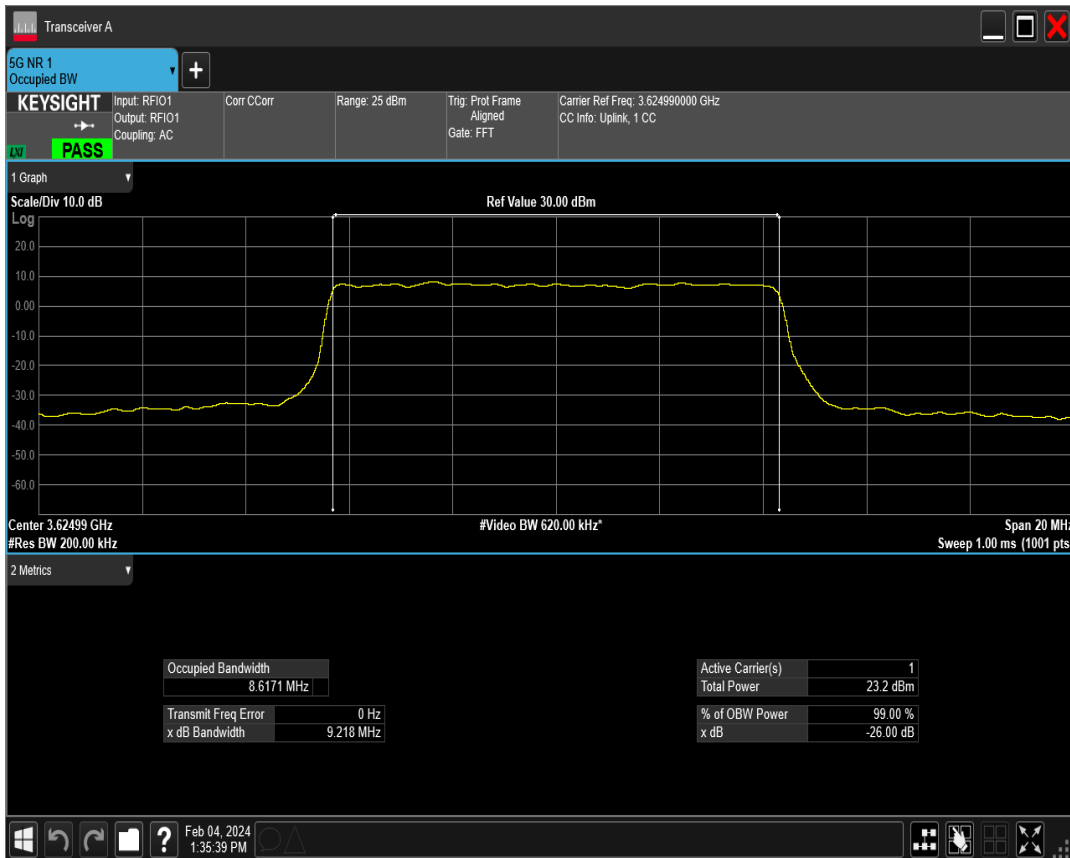 Transceiver A
5G NR 1
Occupied BW
KEYSIGHT
Input: RFIO1
Output: RFIO1
Coupling: AC
Corr CCorr
Range: 25 dBm
Trig: Prot Frame
Aligned
Gate: FFT
Carrier Ref Freq: 3.624990000 GHz
CC Info: Uplink, 1 CC
LXI
PASS
1 Graph
Scale/Div 10.0 dB
Ref Value 30.00 dBm
Log
20.0
10.0
0.00
-10.0
-20.0
-30.0
-40.0
-50.0
-60.0
Center 3.62499 GHz
#Video BW 620.00 kHz*
Span 20 MHz
#Res BW 200.00 kHz
Sweep 1.00 ms (1001 pts
2 Metrics
Occupied Bandwidth
8.6171 MHz
Transmit Freq Error 0 Hz
x dB Bandwidth 9.218 MHz
Active Carrier(s) 1
Total Power 23.2 dBm
% of OBW Power 99.00 %
x dB -26.00 dB
Feb 04, 2024
1:35:39 PM